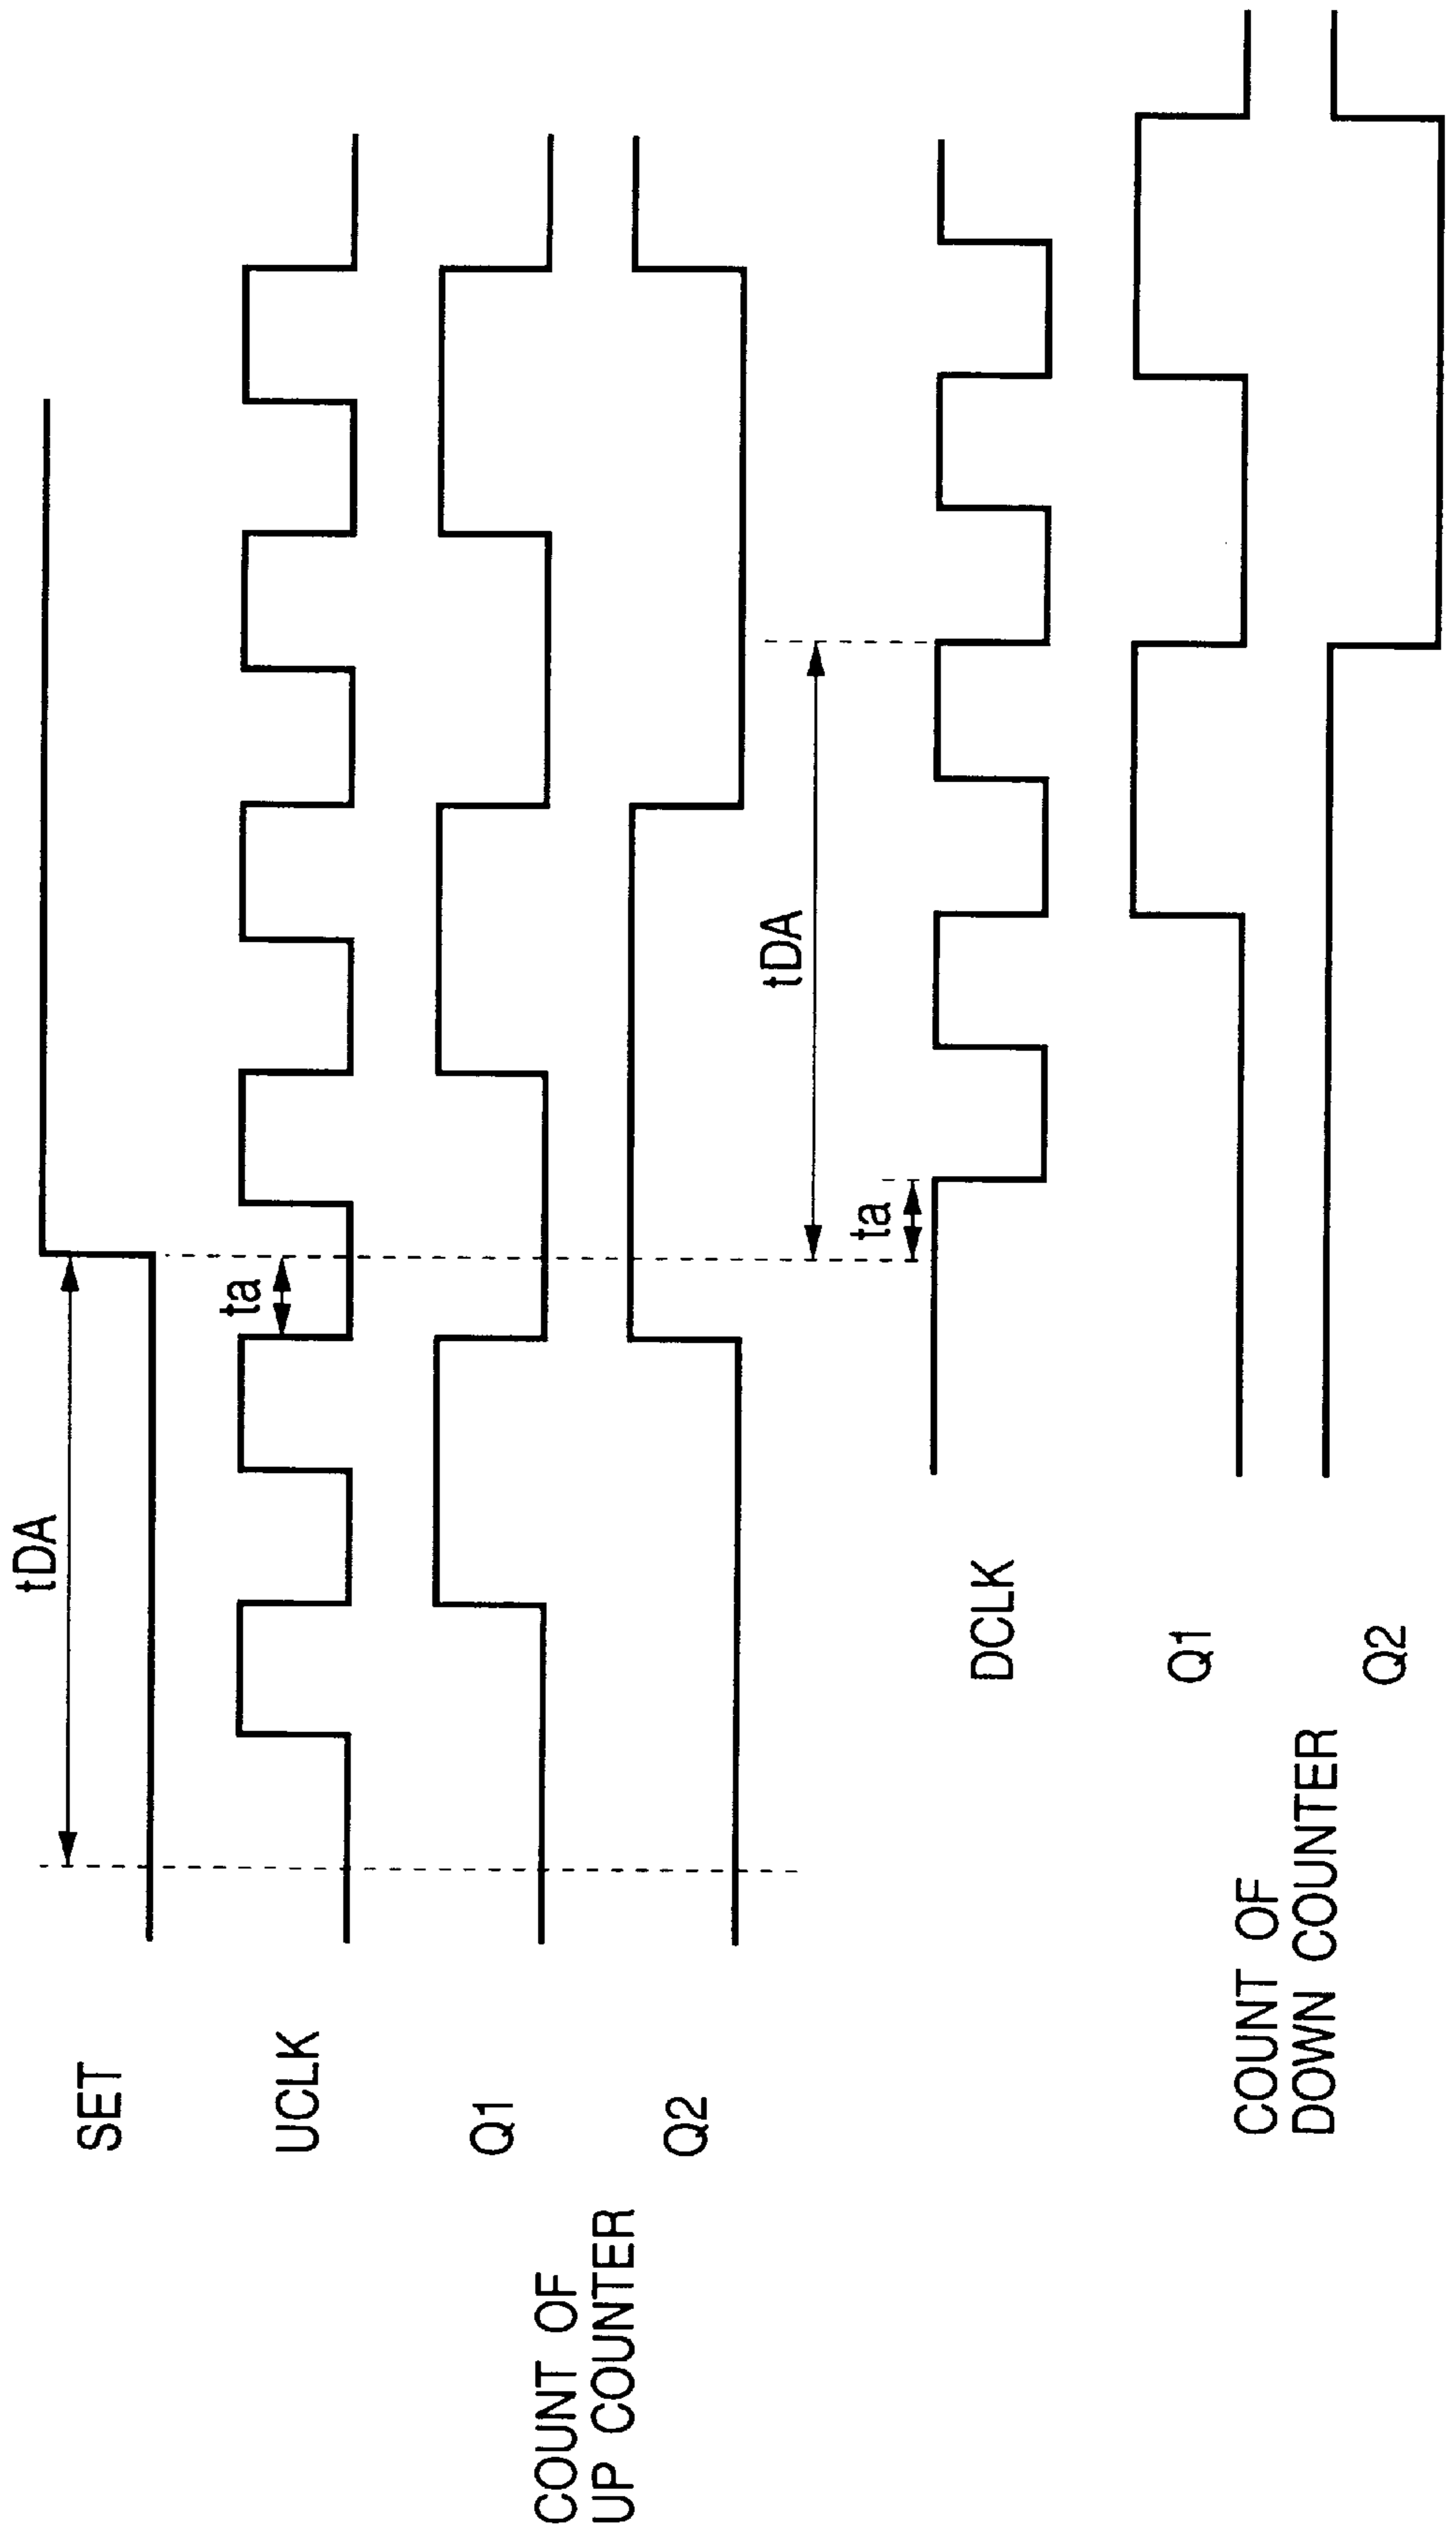 tDA
SET
ta
UCLK
Q1
COUNT OF
UP COUNTER
Q2
tDA
ta
DCLK
Q1
COUNT OF
DOWN COUNTER
Q2